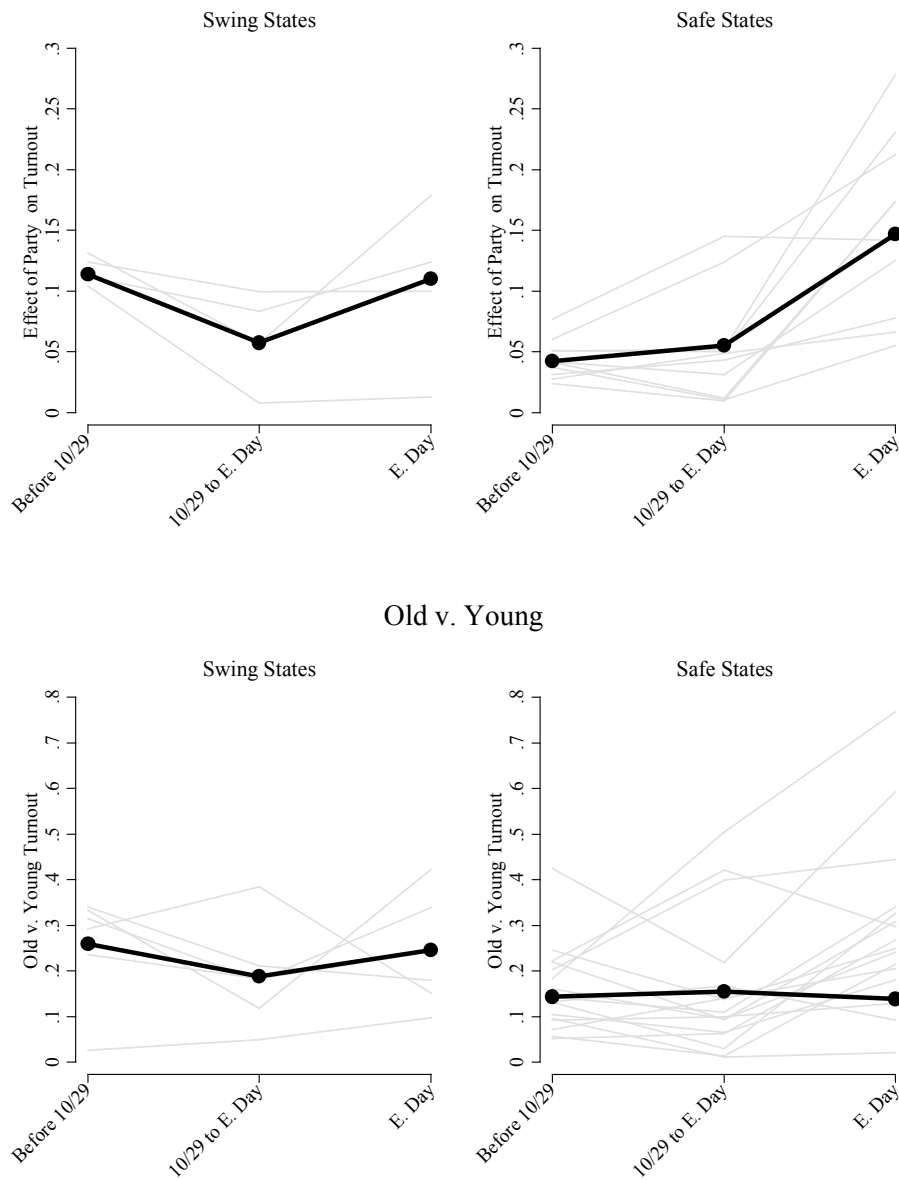 Swing States
Safe States
Effect of Party on Turnout
0 .05 .1 .15 .2 .25 .3
Before 10/29
10/29 to E. Day
E. Day
Effect of Party on Turnout
0 .05 .1 .15 .2 .25 .3
Before 10/29
10/29 to E. Day
E. Day
Old v. Young
Swing States
Safe States
Old v. Young Turnout
0 .1 .2 .3 .4 .5 .6 .7 .8
Before 10/29
10/29 to E. Day
E. Day
Old v. Young Turnout
0 .1 .2 .3 .4 .5 .6 .7 .8
Before 10/29
10/29 to E. Day
E. Day